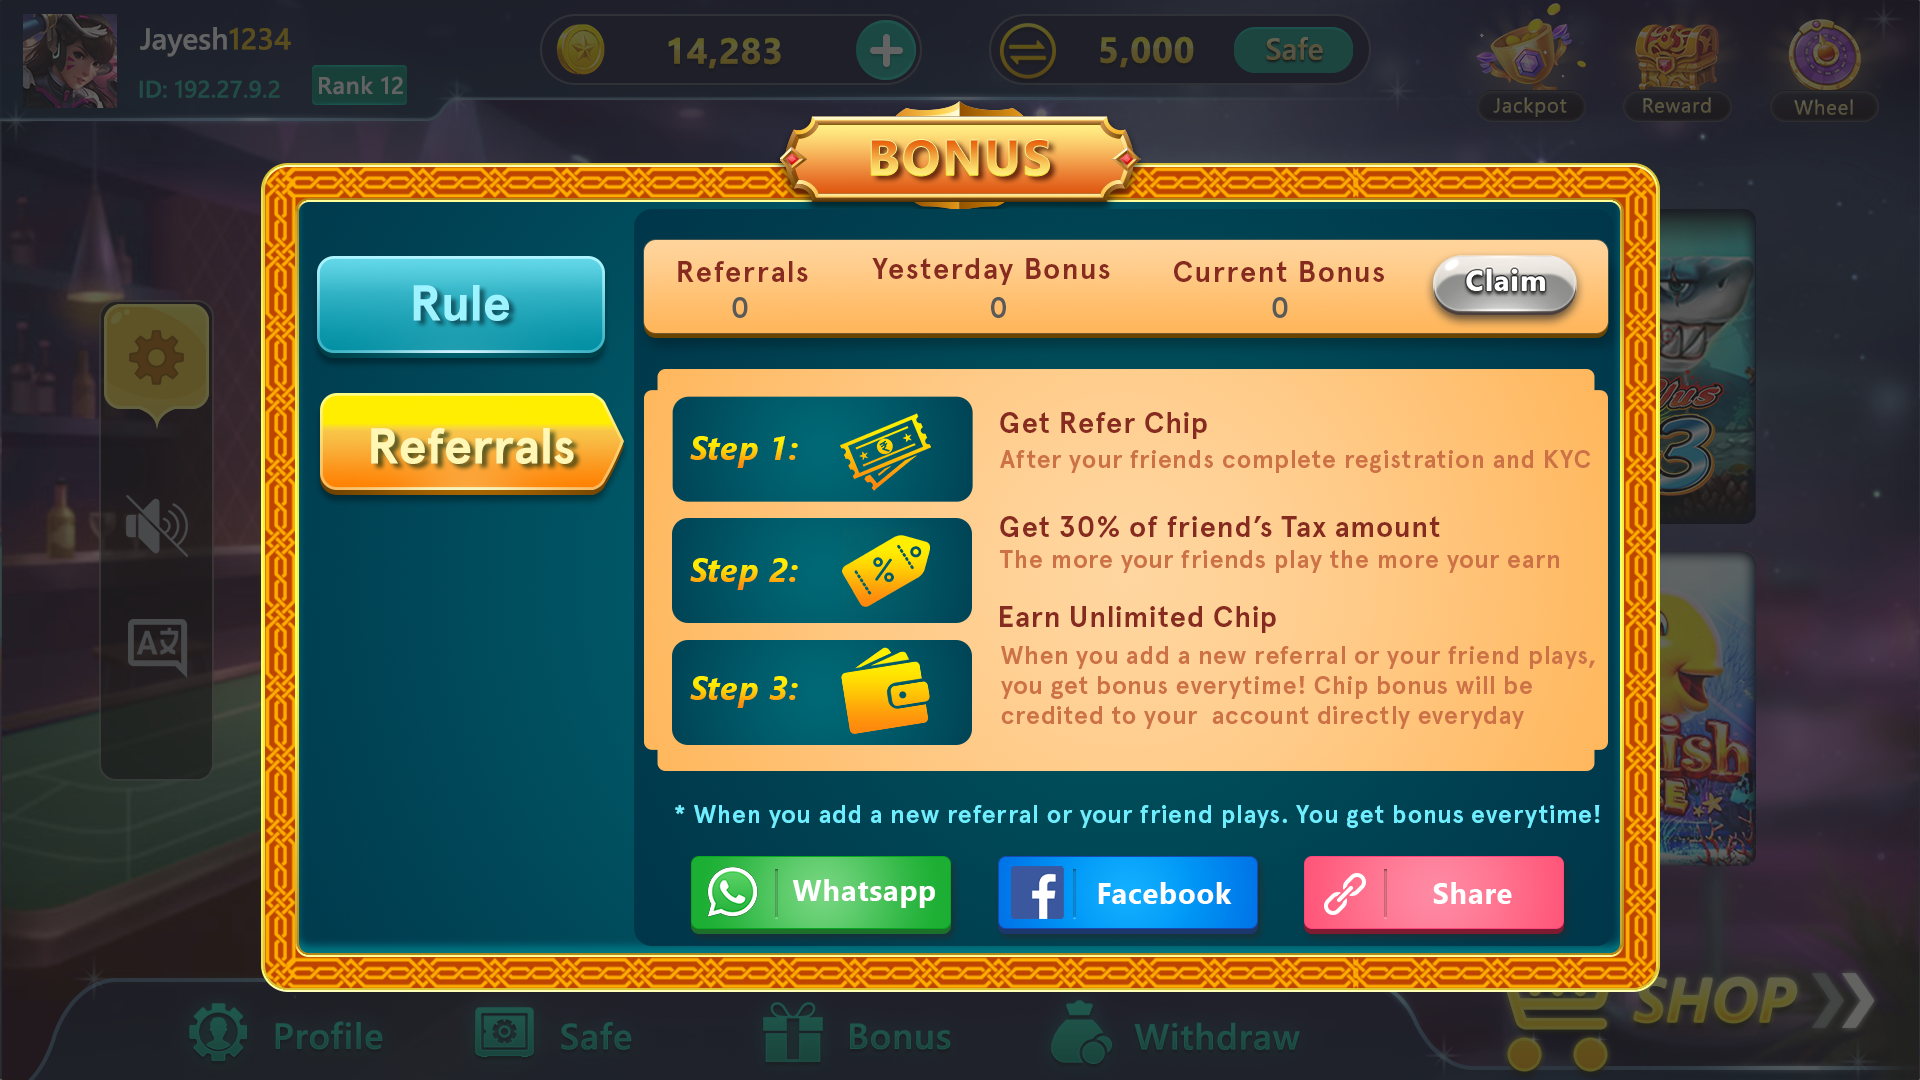 Jayesh1234
ID: 192.27.9.2
Rank 12
14,283
5,000
Safe
Jackpot
Reward
Wheel
BONUS
Rule
Referrals
Referrals
0
Yesterday Bonus
0
Current Bonus
0
Claim
Step 1:
Get Refer Chip
After your friends complete registration and KYC
Step 2:
Get 30% of friend’s Tax amount
The more your friends play the more your earn
Step 3:
Earn Unlimited Chip
When you add a new referral or your friend plays,
you get bonus everytime! Chip bonus will be
credited to your  account directly everyday
* When you add a new referral or your friend plays. You get bonus everytime!
Whatsapp
Facebook
Share
3
Profile
Safe
Bonus
Withdraw
SHOP